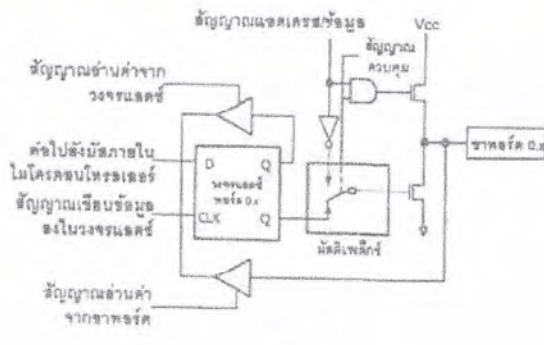 สัญญาณแอดเดรส/ข้อมูล
Vcc
สัญญาณ
ควบคุม
สัญญาณอ่านค่าจาก
วงจรแลตช์
ขาพอร์ต 0.x
ต่อไปยังบัสภายใน
ไมโครคอนโทรลเลอร์
D
Q
วงจรแลตช์
พอร์ต 0.x
สัญญาณเขียนข้อมูล
ลงในวงจรแลตช์
CLK
Q
มัลติเพล็กซ์
สัญญาณอ่านค่า
จากขาพอร์ต